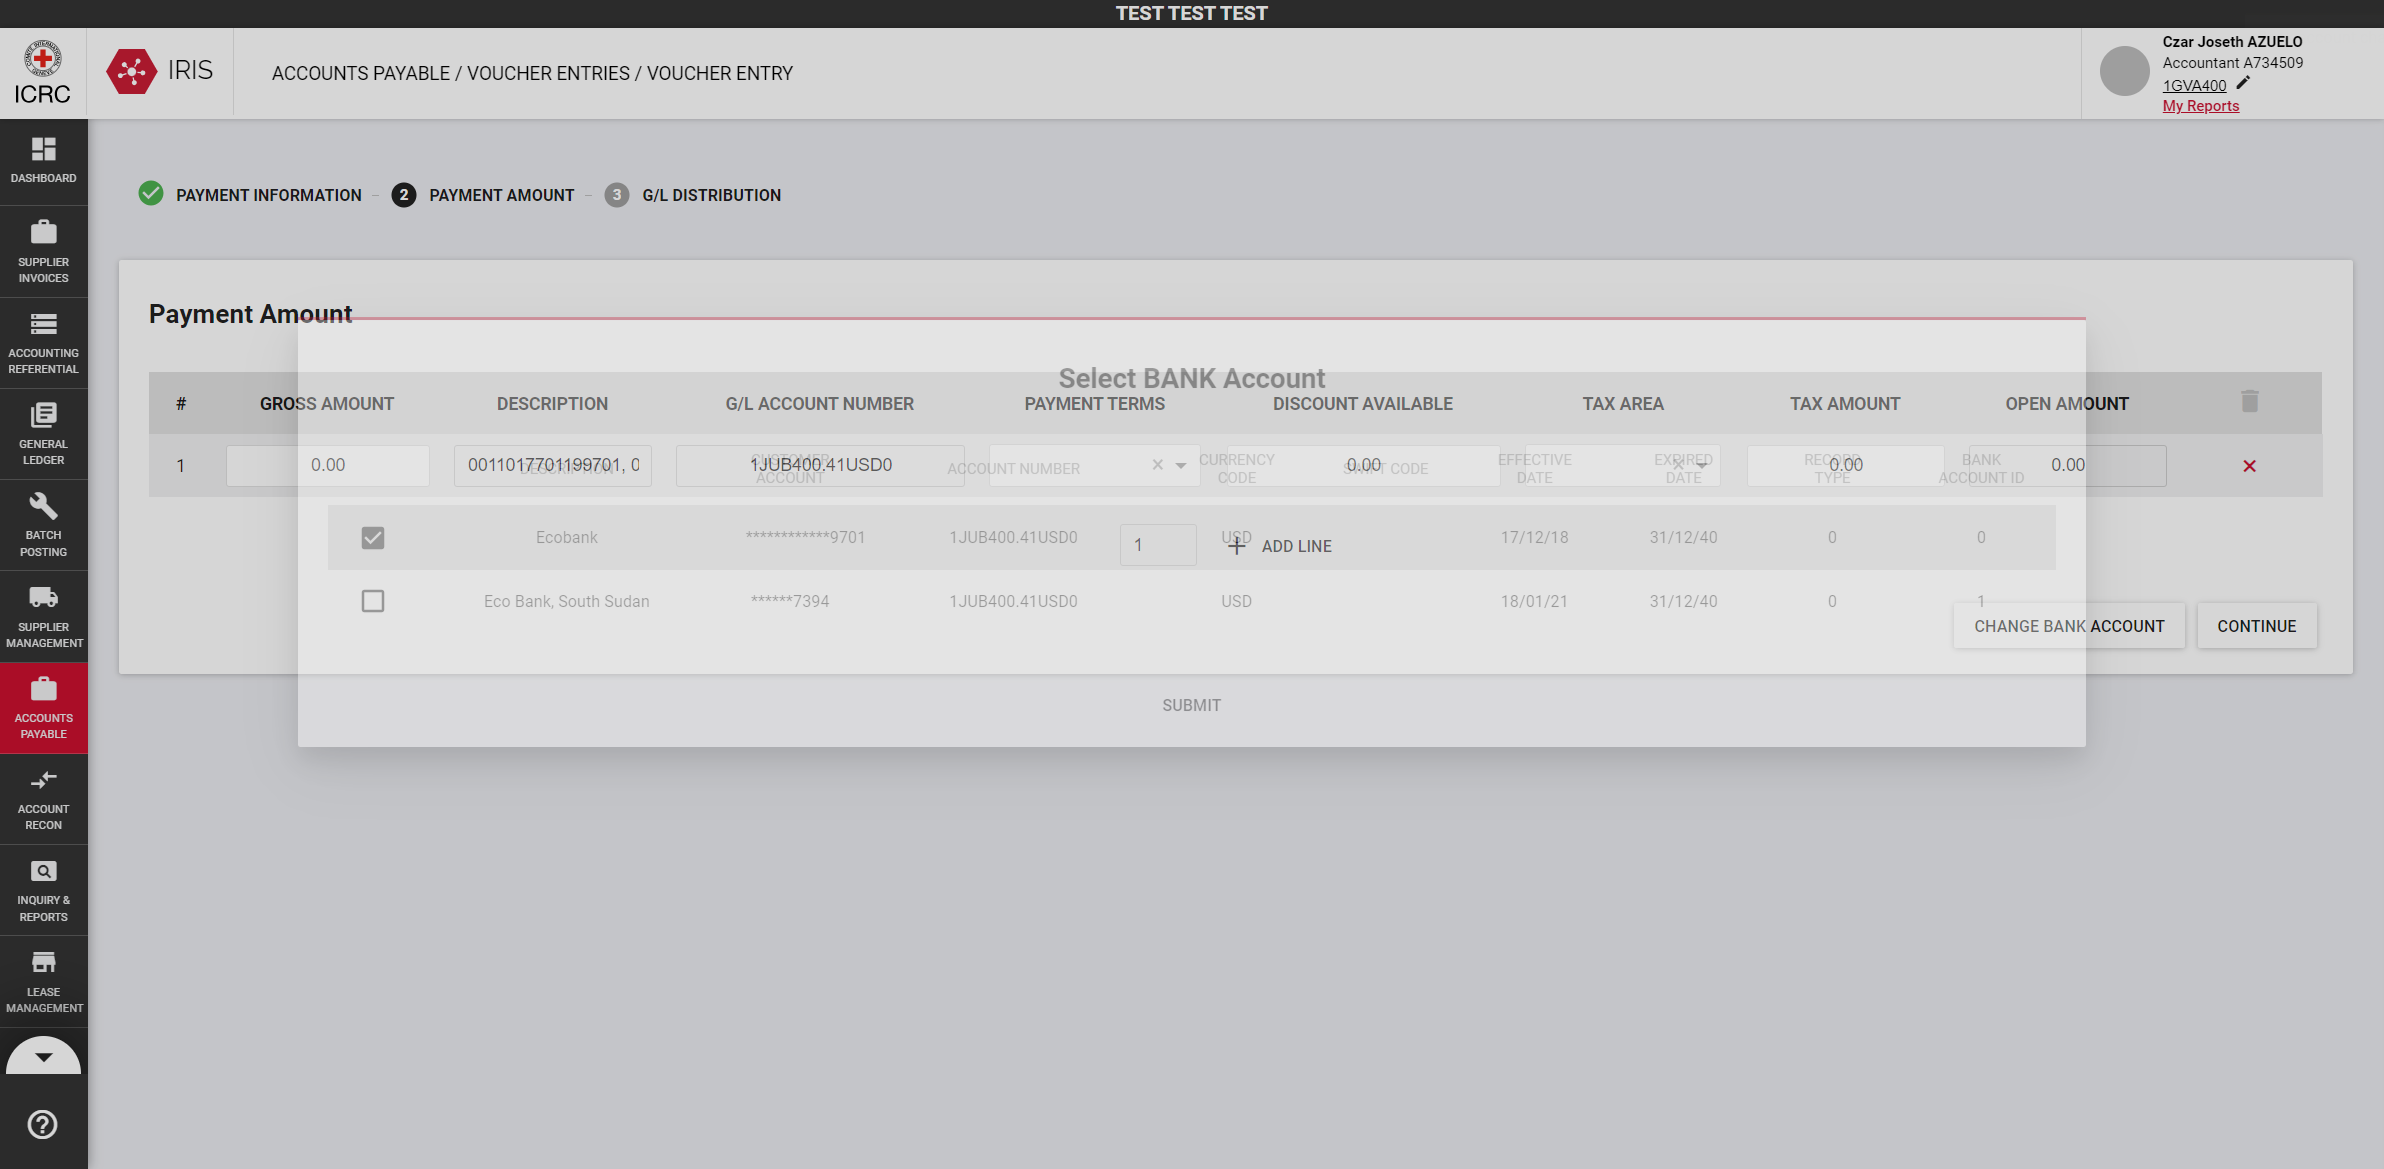 TEST TEST TEST
ICRC
IRIS
ACCOUNTS PAYABLE / VOUCHER ENTRIES / VOUCHER ENTRY
Czar Joseth AZUELO
Accountant A734509
1GVA400
My Reports
DASHBOARD
SUPPLIER
INVOICES
ACCOUNTING
REFERENTIAL
GENERAL
LEDGER
BATCH
POSTING
SUPPLIER
MANAGEMENT
ACCOUNTS
PAYABLE
ACCOUNT
RECON
INQUIRY &
REPORTS
LEASE
MANAGEMENT
PAYMENT INFORMATION – 2 PAYMENT AMOUNT – 3 G/L DISTRIBUTION
Payment Amount
Select BANK Account
# GROSS AMOUNT DESCRIPTION G/L ACCOUNT NUMBER PAYMENT TERMS DISCOUNT AVAILABLE TAX AREA TAX AMOUNT OPEN AMOUNT
1 0.00 0011017701199701, 0 1JUB400.41USD0 0.00 0.00 0.00
DESCRIPTION CUSTOMER ACCOUNT ACCOUNT NUMBER CURRENCY CODE SWIFT CODE EFFECTIVE DATE EXPIRED DATE RECORD TYPE BANK ACCOUNT ID
Ecobank ************9701 1JUB400.41USD0 USD 17/12/18 31/12/40 0 0
1 ADD LINE
Eco Bank, South Sudan ******7394 1JUB400.41USD0 USD 18/01/21 31/12/40 0 1
CHANGE BANK ACCOUNT CONTINUE
SUBMIT